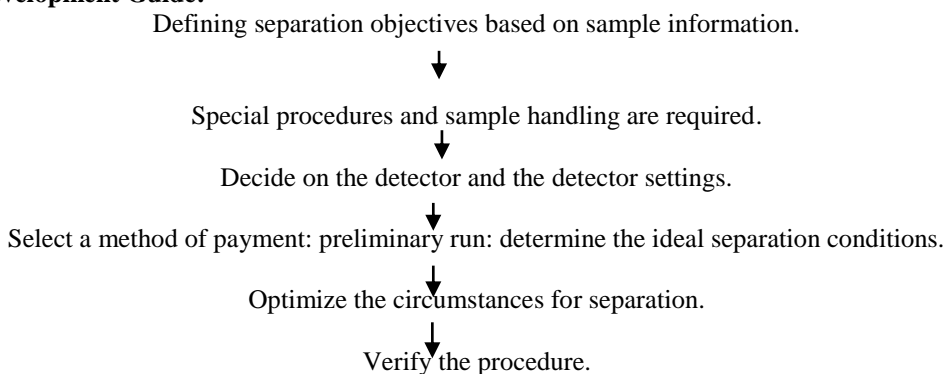 Defining separation objectives based on sample information.
Special procedures and sample handling are required.
Decide on the detector and the detector settings.
Select a method of payment: preliminary run: determine the ideal separation conditions.
Optimize the circumstances for separation.
Verify the procedure.